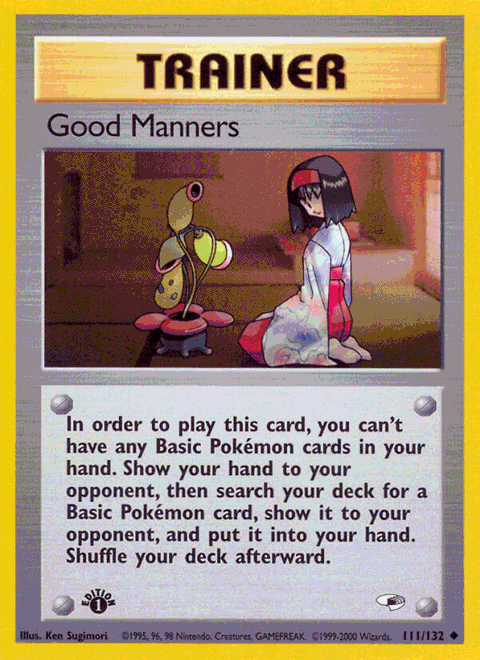 TRAINER
Good Manners
In order to play this card, you can't
have any Basic Pokémon cards in your
hand. Show your hand to your
opponent, then search your deck for a
Basic Pokémon card, show it to your
opponent, and put it into your hand.
Shuffle your deck afterward.
EDITION
1
Illus. Ken Sugimori ©1995, 96, 98 Nintendo, Creatures, GAMEFREAK. ©1999-2000 Wizards. 111/132